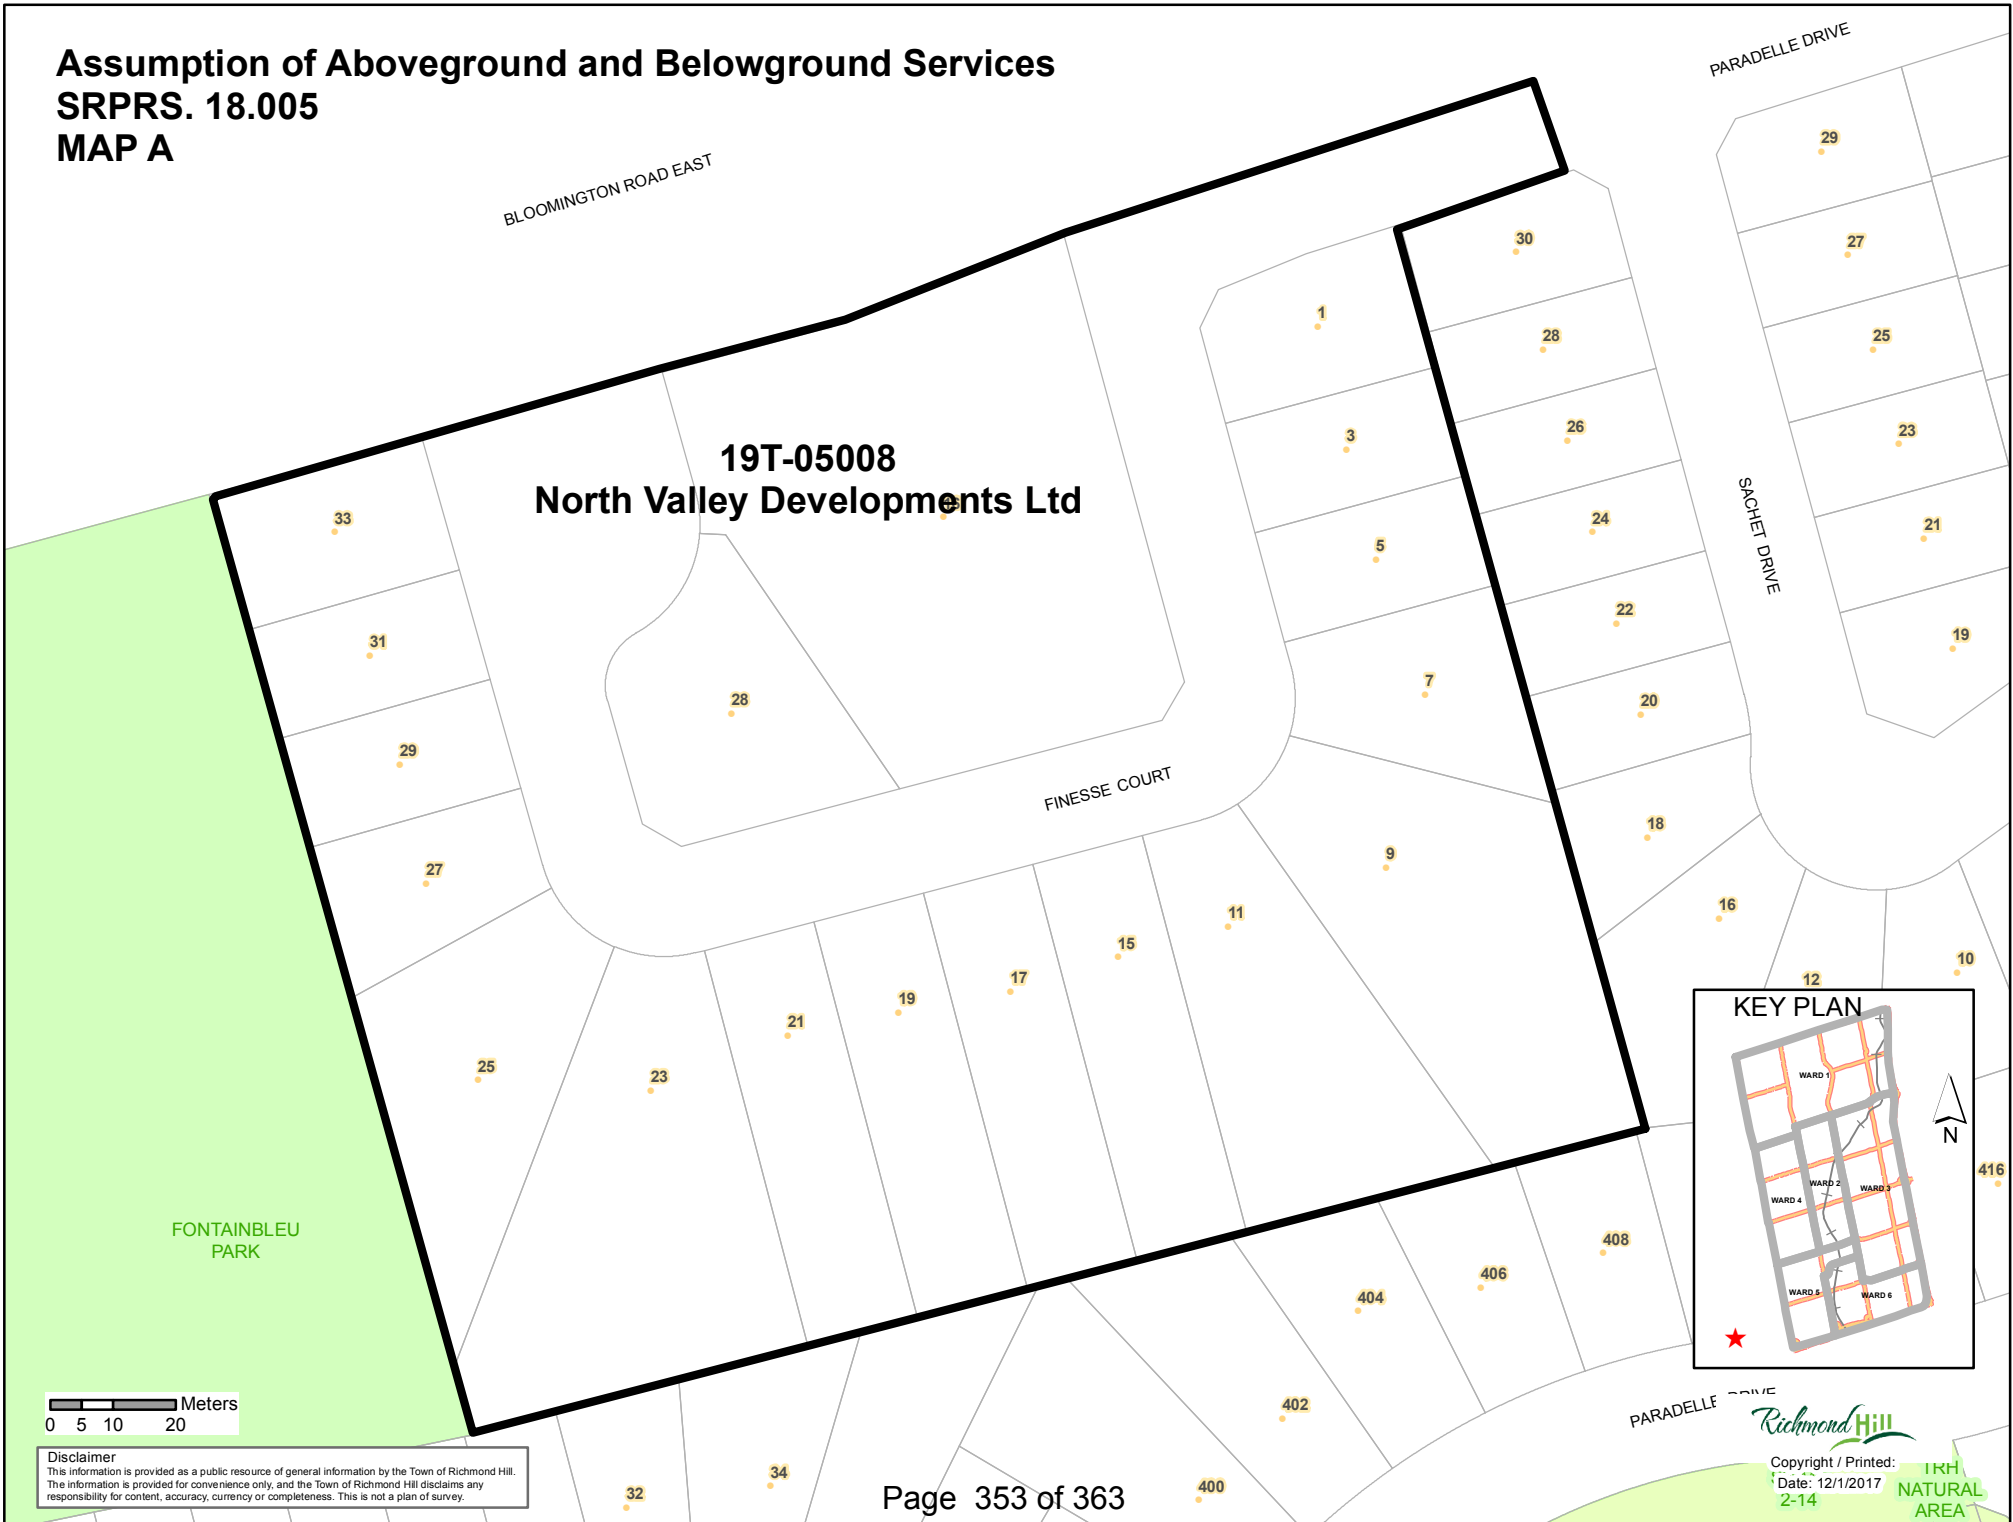 Assumption of Aboveground and Belowground Services
SRPRS. 18.005
MAP A
BLOOMINGTON ROAD EAST
PARADELLE DRIVE
29
27
25
23
21
19
SACHET DRIVE
30
28
26
24
22
20
18
16
12
10
416
1
3
5
7
9
11
15
17
19
21
23
25
27
29
31
33
28
19T-05008
North Valley Developments Ltd
FINESSE COURT
FONTAINBLEU
PARK
KEY PLAN
WARD 1
WARD 2
WARD 3
WARD 4
WARD 5
WARD 6
N
408
406
404
402
400
34
32
PARADELLE DRIVE
Meters
0 5 10 20
Disclaimer
This information is provided as a public resource of general information by the Town of Richmond Hill.
The information is provided for convenience only, and the Town of Richmond Hill disclaims any
responsibility for content, accuracy, currency or completeness. This is not a plan of survey.
Page 353 of 363
Richmond Hill
Copyright / Printed:
Date: 12/1/2017
2-14
TRH
NATURAL
AREA